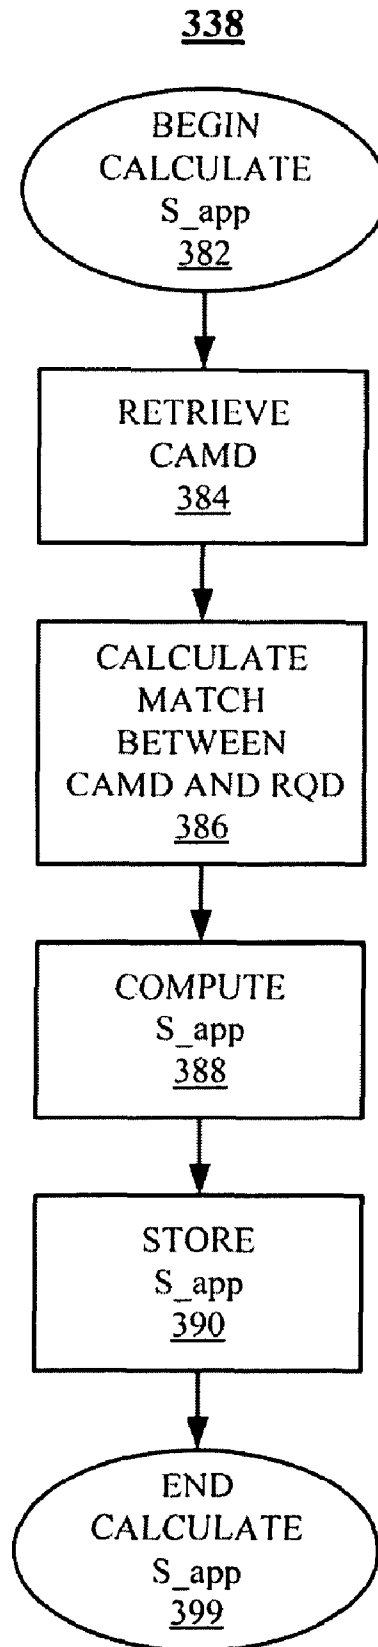 338
BEGIN
CALCULATE
S_app
382
RETRIEVE
CAMD
384
CALCULATE
MATCH
BETWEEN
CAMD AND RQD
386
COMPUTE
S_app
388
STORE
S_app
390
END
CALCULATE
S_app
399